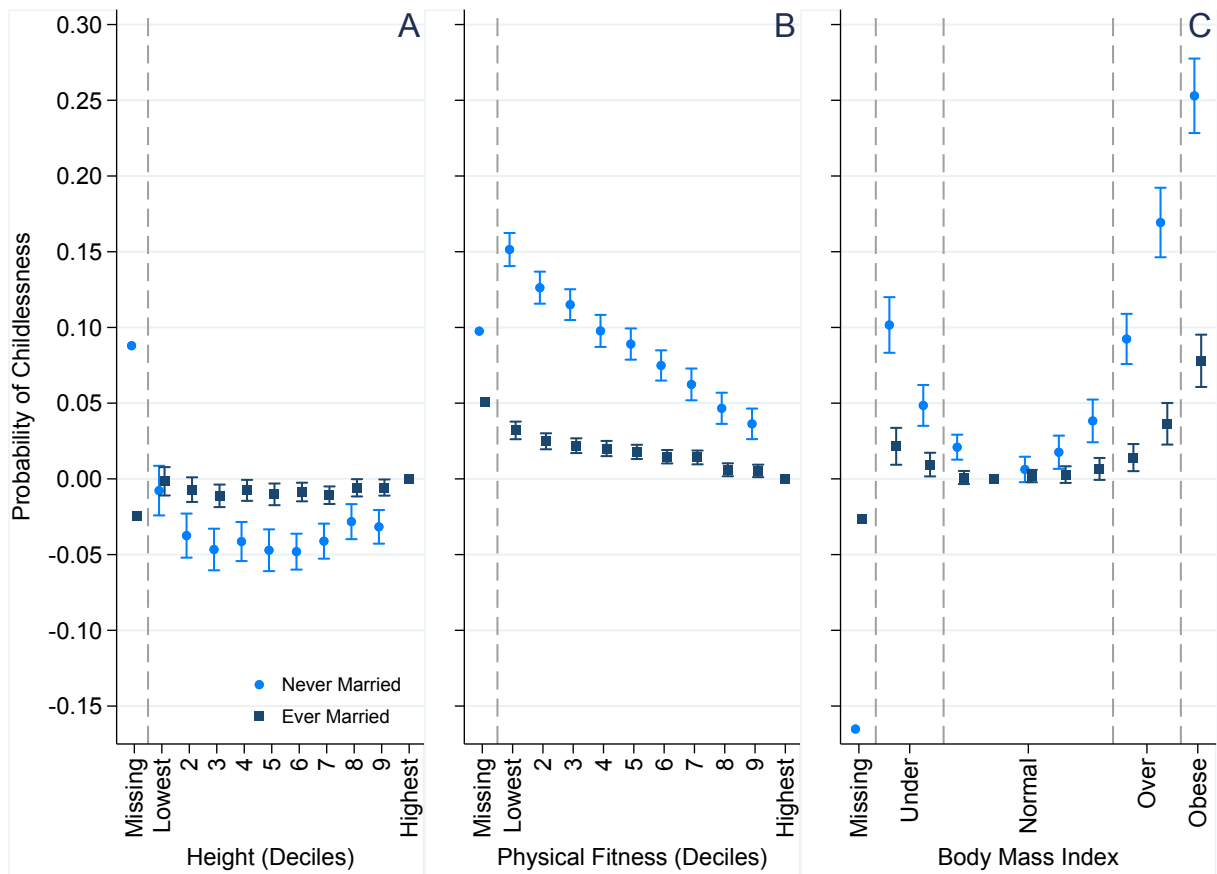 A
B
C
Probability of Childlessness
0.30
0.25
0.20
0.15
0.10
0.05
0.00
-0.05
-0.10
-0.15
Never Married
Ever Married
Missing
Lowest
2
3
4
5
6
7
8
9
Highest
Height (Deciles)
Missing
Lowest
2
3
4
5
6
7
8
9
Highest
Physical Fitness (Deciles)
Missing
Under
Normal
Over
Obese
Body Mass Index